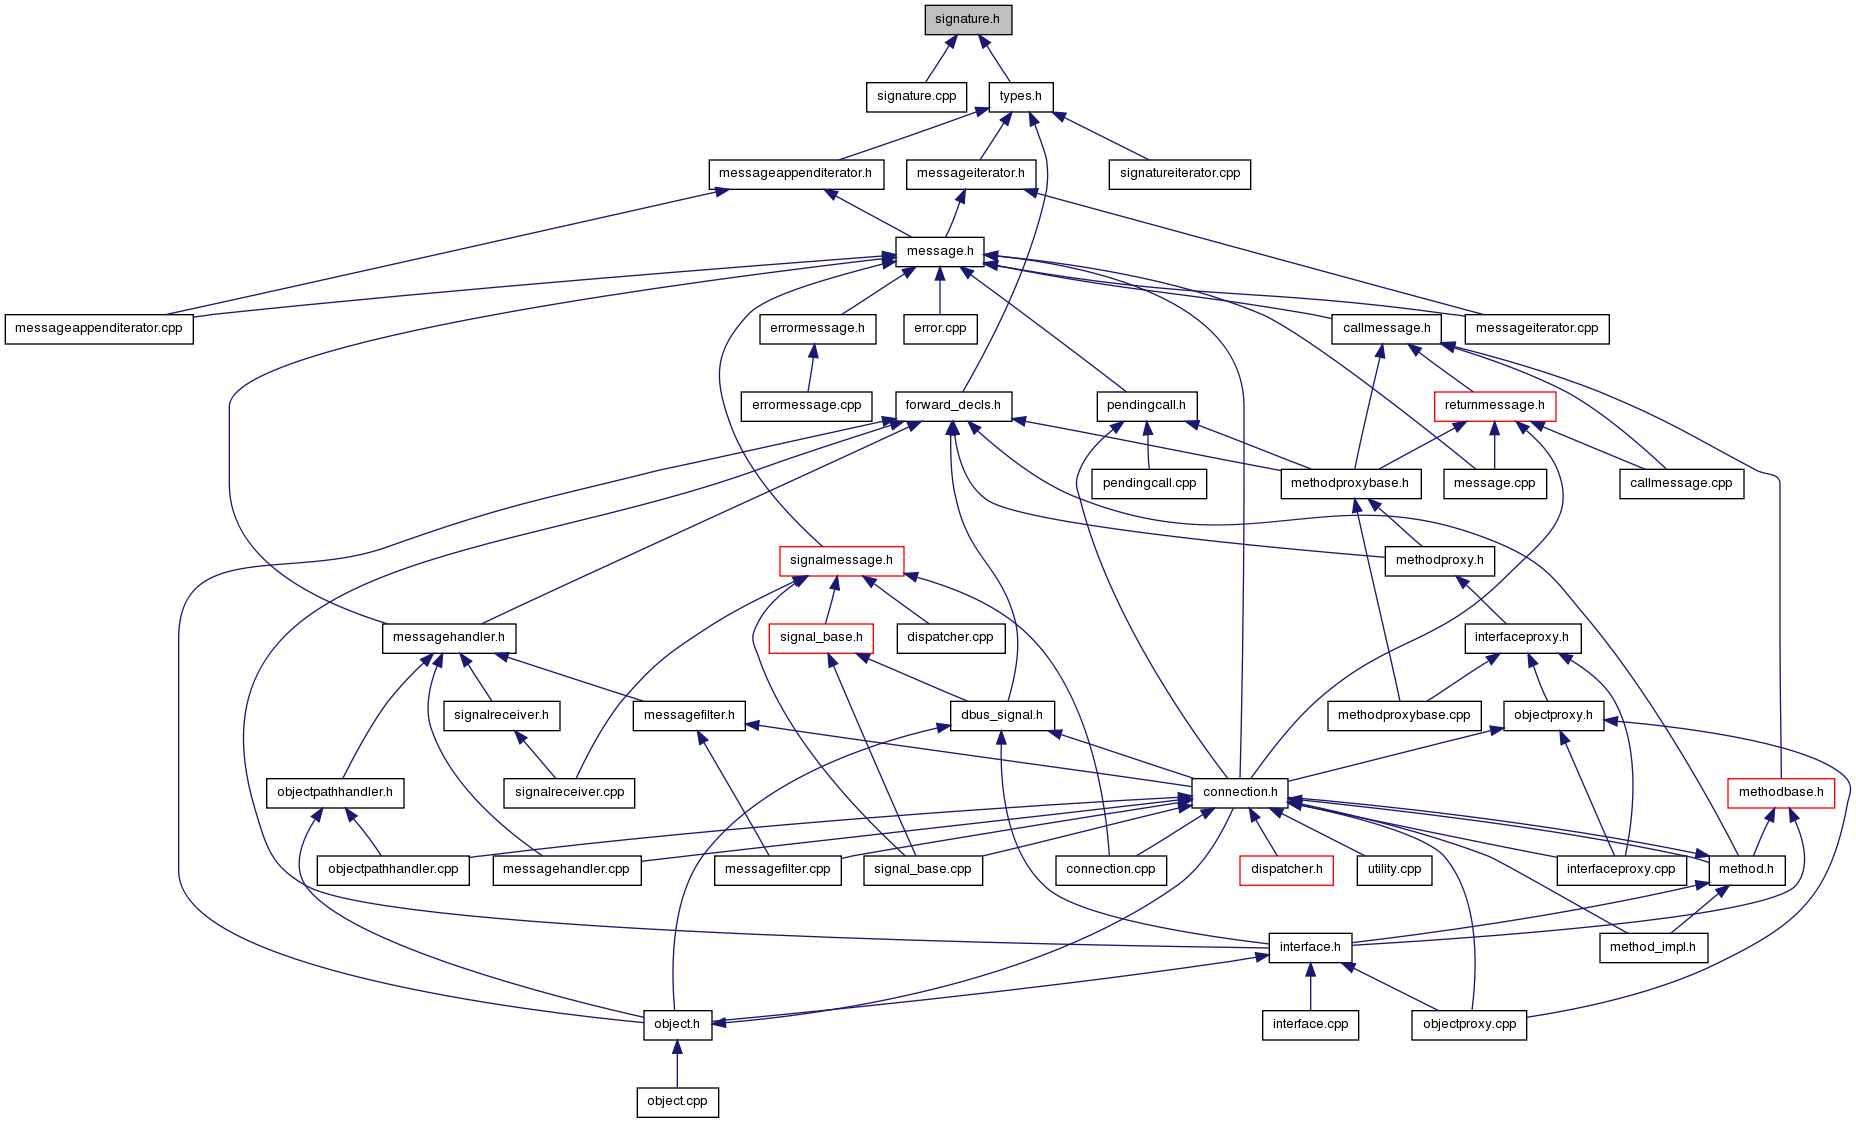 signature.h
signature.cpp
types.h
messageappenditerator.h
messageiterator.h
signatureiterator.cpp
message.h
messageappenditerator.cpp
errormessage.h
error.cpp
callmessage.h
messageiterator.cpp
errormessage.cpp
forward_decls.h
pendingcall.h
returnmessage.h
pendingcall.cpp
methodproxybase.h
message.cpp
callmessage.cpp
signalmessage.h
methodproxy.h
messagehandler.h
signal_base.h
dispatcher.cpp
interfaceproxy.h
signalreceiver.h
messagefilter.h
dbus_signal.h
methodproxybase.cpp
objectproxy.h
objectpathhandler.h
signalreceiver.cpp
connection.h
methodbase.h
objectpathhandler.cpp
messagehandler.cpp
messagefilter.cpp
signal_base.cpp
connection.cpp
dispatcher.h
utility.cpp
interfaceproxy.cpp
method.h
interface.h
method_impl.h
object.h
interface.cpp
objectproxy.cpp
object.cpp